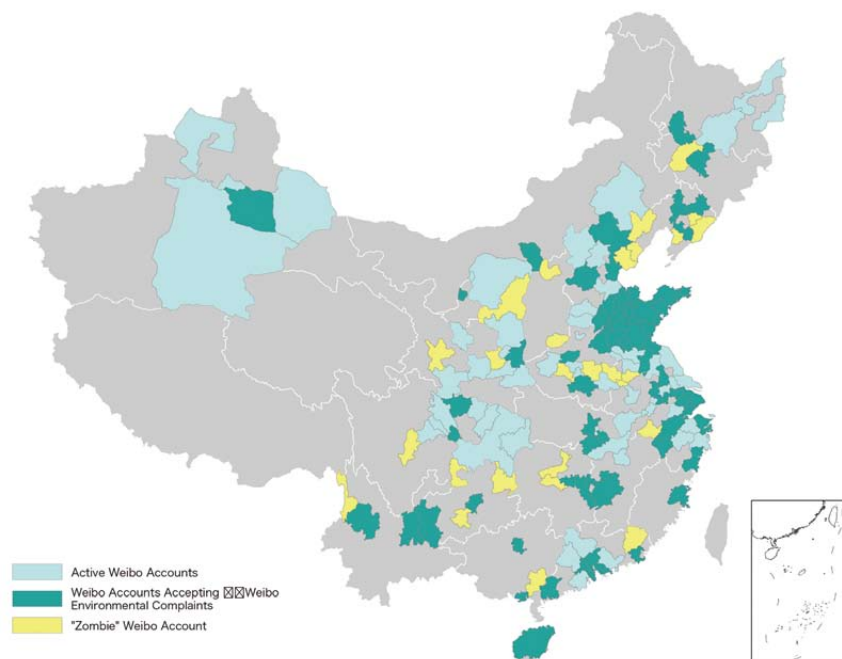 Active Weibo Accounts
Weibo Accounts Accepting ☒☒Weibo
Environmental Complaints
"Zombie" Weibo Account